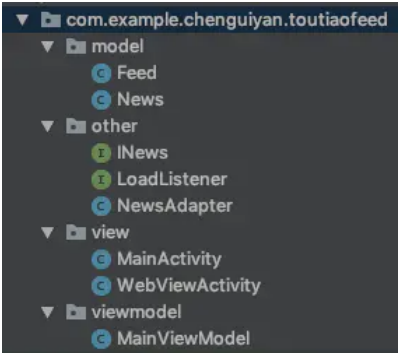 com.example.chenguiyan.toutiaofeed
model
C Feed
C News
other
I INews
I LoadListener
C NewsAdapter
view
C MainActivity
C WebViewActivity
viewmodel
C MainViewModel